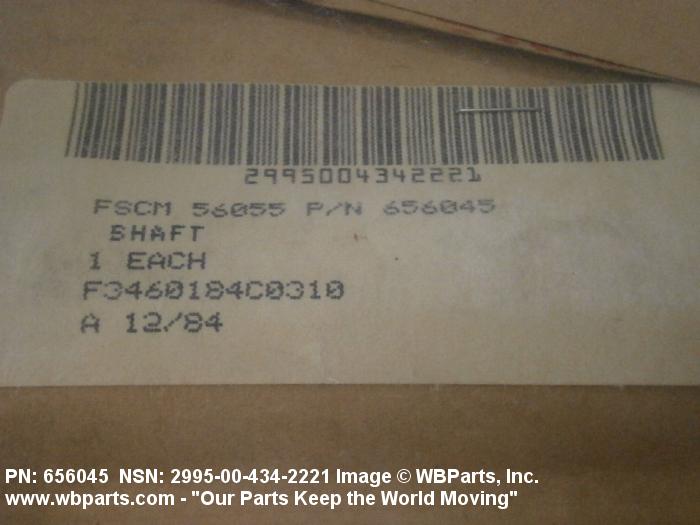 2995004342221
FSCM 56055 P/N 656045
SHAFT
1 EACH
F3460184C0310
A 12/84
PN: 656045 NSN: 2995-00-434-2221 Image © WBParts, Inc.
www.wbparts.com - "Our Parts Keep the World Moving"